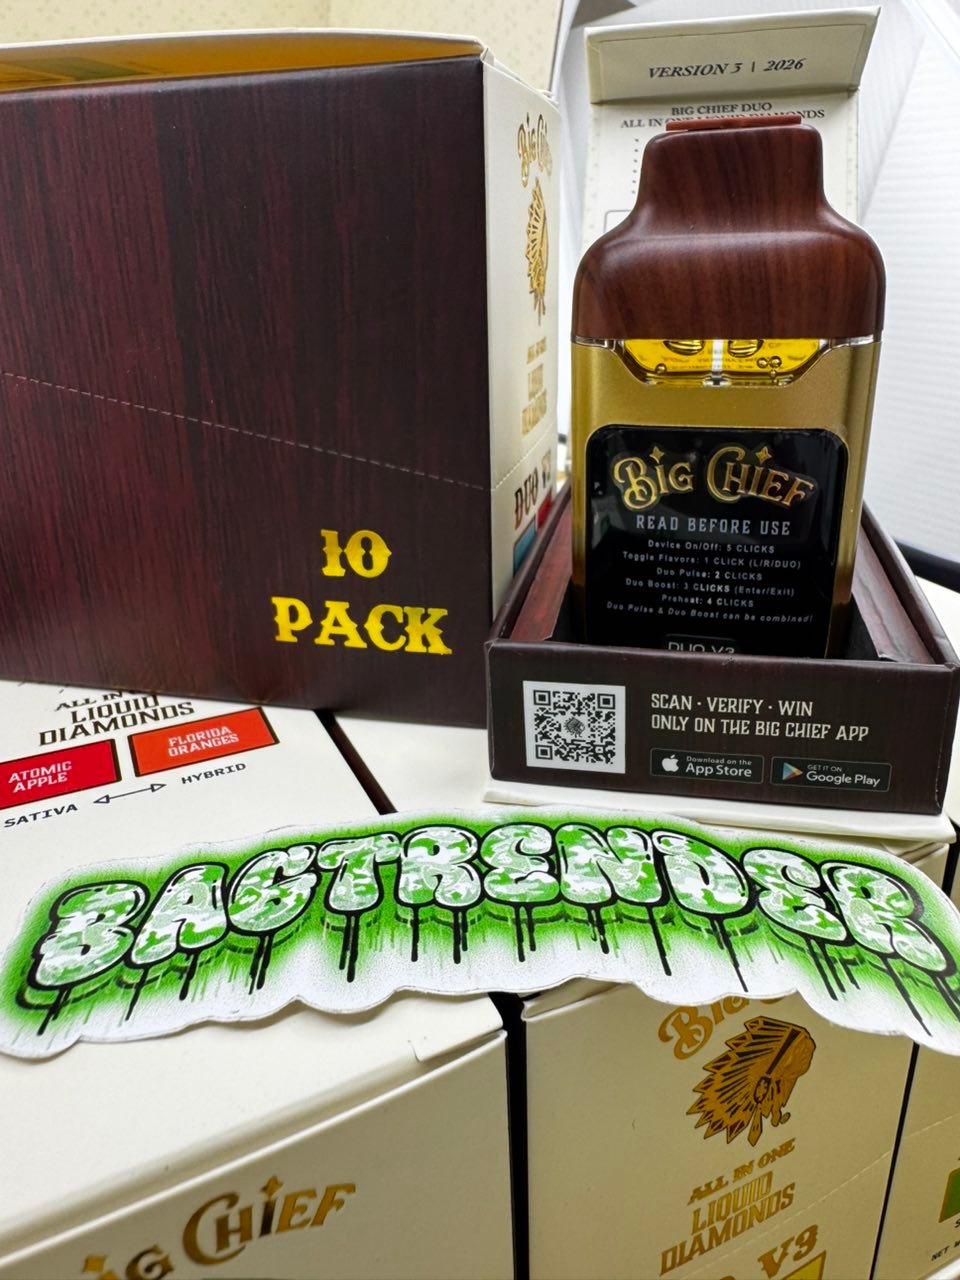 VERSION 3 | 2026
BIG CHIEF DUO
ALL IN ONE LIQUID DIAMONDS
BIG CHIEF
ALL IN ONE
LIQUID
DIAMONDS
DUO V3
10
PACK
BIG CHIEF
READ BEFORE USE
Device On/Off: 5 CLICKS
Toggle Flavors: 1 CLICK (L/R/DUO)
Duo Pulse: 2 CLICKS
Duo Boost: 3 CLICKS (Enter/Exit)
Preheat: 4 CLICKS
Duo Pulse & Duo Boost can be combined!
DUO V3
SCAN · VERIFY · WIN
ONLY ON THE BIG CHIEF APP
Download on the
App Store
GET IT ON
Google Play
ALL IN
LIQUID
DIAMONDS
ATOMIC
APPLE
FLORIDA
ORANGES
SATIVA
HYBRID
BAGTRENDER
BIG CHIEF
BIG
ALL IN ONE
LIQUID
DIAMONDS
V3
NET